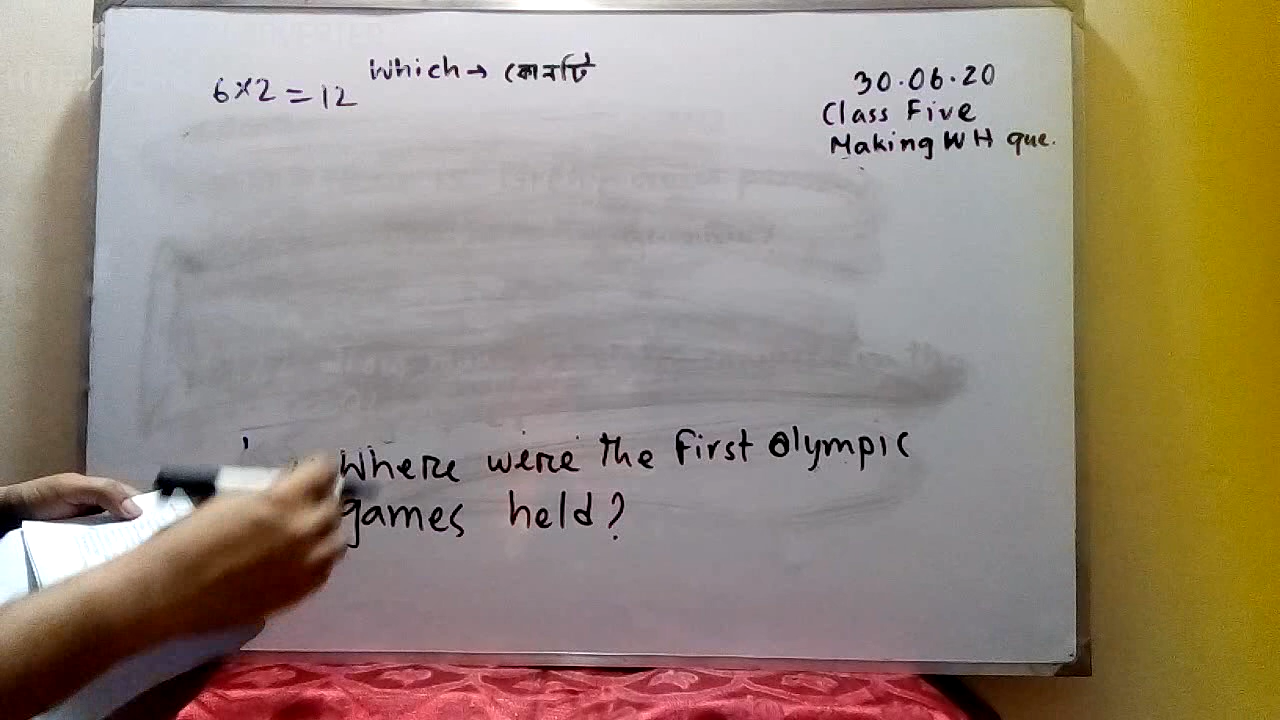 6×2=12
Which→ কোনটি
30.06.20
Class Five
Making WH que.
Where were the first Olympic
games held?